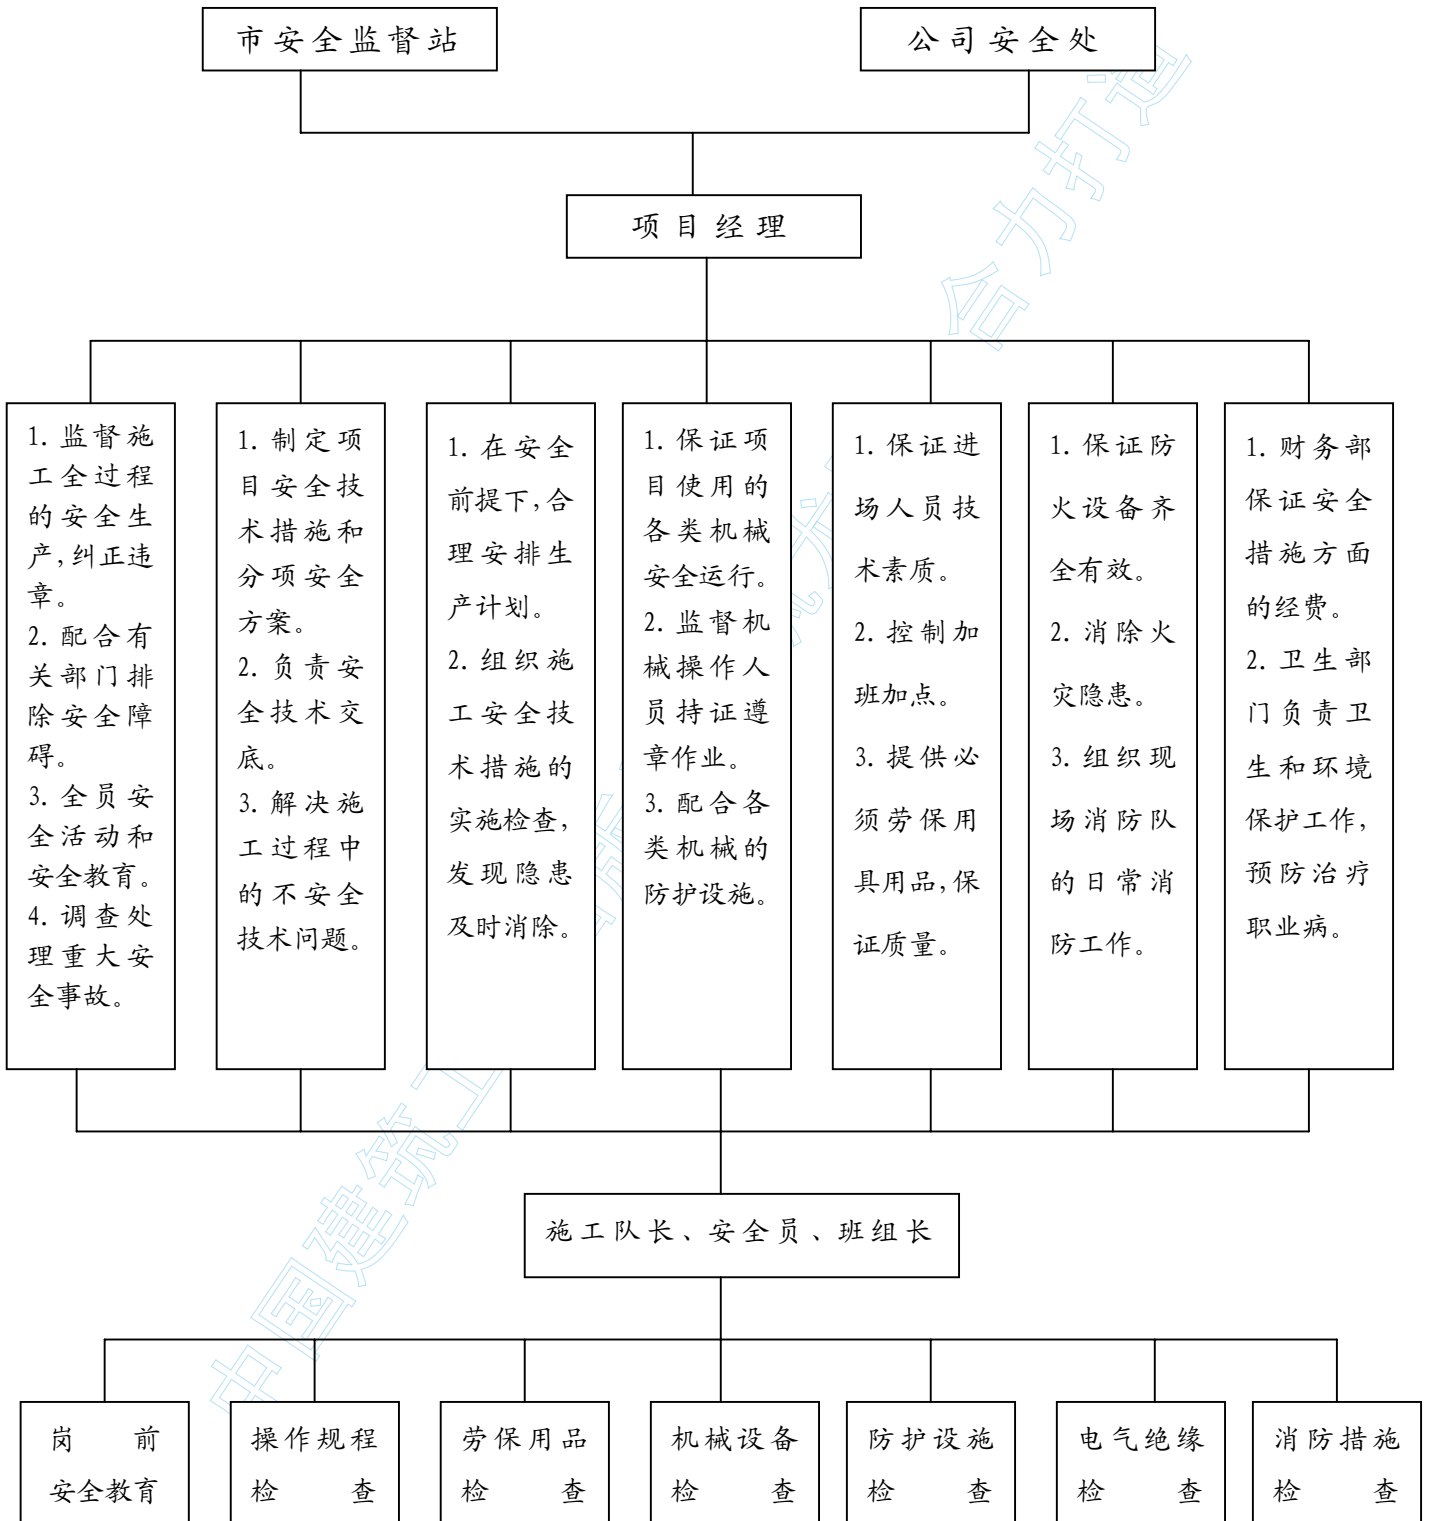 市安全监督站
公司安全处
项目经理
1. 监督施
工全过程
的安全生
产,纠正违
章。
2. 配合有
关部门排
除安全障
碍。
3. 全员安
全活动和
安全教育。
4. 调查处
理重大安
全事故。
1. 制定项
目安全技
术措施和
分项安全
方案。
2. 负责安
全技术交
底。
3. 解决施
工过程中
的不安全
技术问题。
1. 在安全
前提下,合
理安排生
产计划。
2. 组织施
工安全技
术措施的
实施检查,
发现隐患
及时消除。
1. 保证项
目使用的
各类机械
安全运行。
2. 监督机
械操作人
员持证遵
章作业。
3. 配合各
类机械的
防护设施。
1. 保证进
场人员技
术素质。
2. 控制加
班加点。
3. 提供必
须劳保用
具用品,保
证质量。
1. 保证防
火设备齐
全有效。
2. 消除火
灾隐患。
3. 组织现
场消防队
的日常消
防工作。
1. 财务部
保证安全
措施方面
的经费。
2. 卫生部
门负责卫
生和环境
保护工作,
预防治疗
职业病。
施工队长、安全员、班组长
岗 前
安全教育
操作规程
检 查
劳保用品
检 查
机械设备
检 查
防护设施
检 查
电气绝缘
检 查
消防措施
检 查
中国建筑工
合力打造